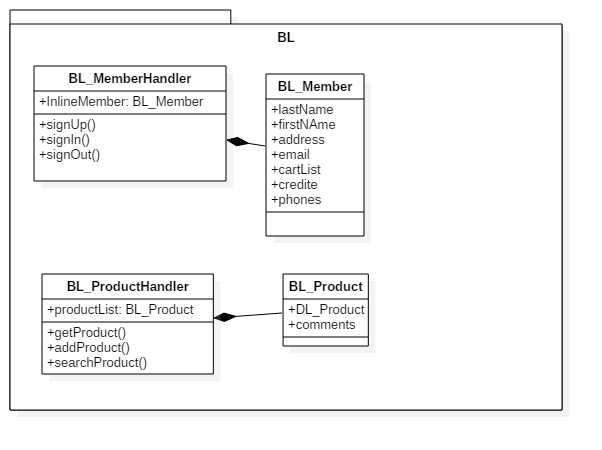 BL
BL_MemberHandler
+InlineMember: BL_Member
+signUp()
+signIn()
+signOut()
BL_Member
+lastName
+firstNAme
+address
+email
+cartList
+credite
+phones
BL_ProductHandler
+productList: BL_Product
+getProduct()
+addProduct()
+searchProduct()
BL_Product
+DL_Product
+comments